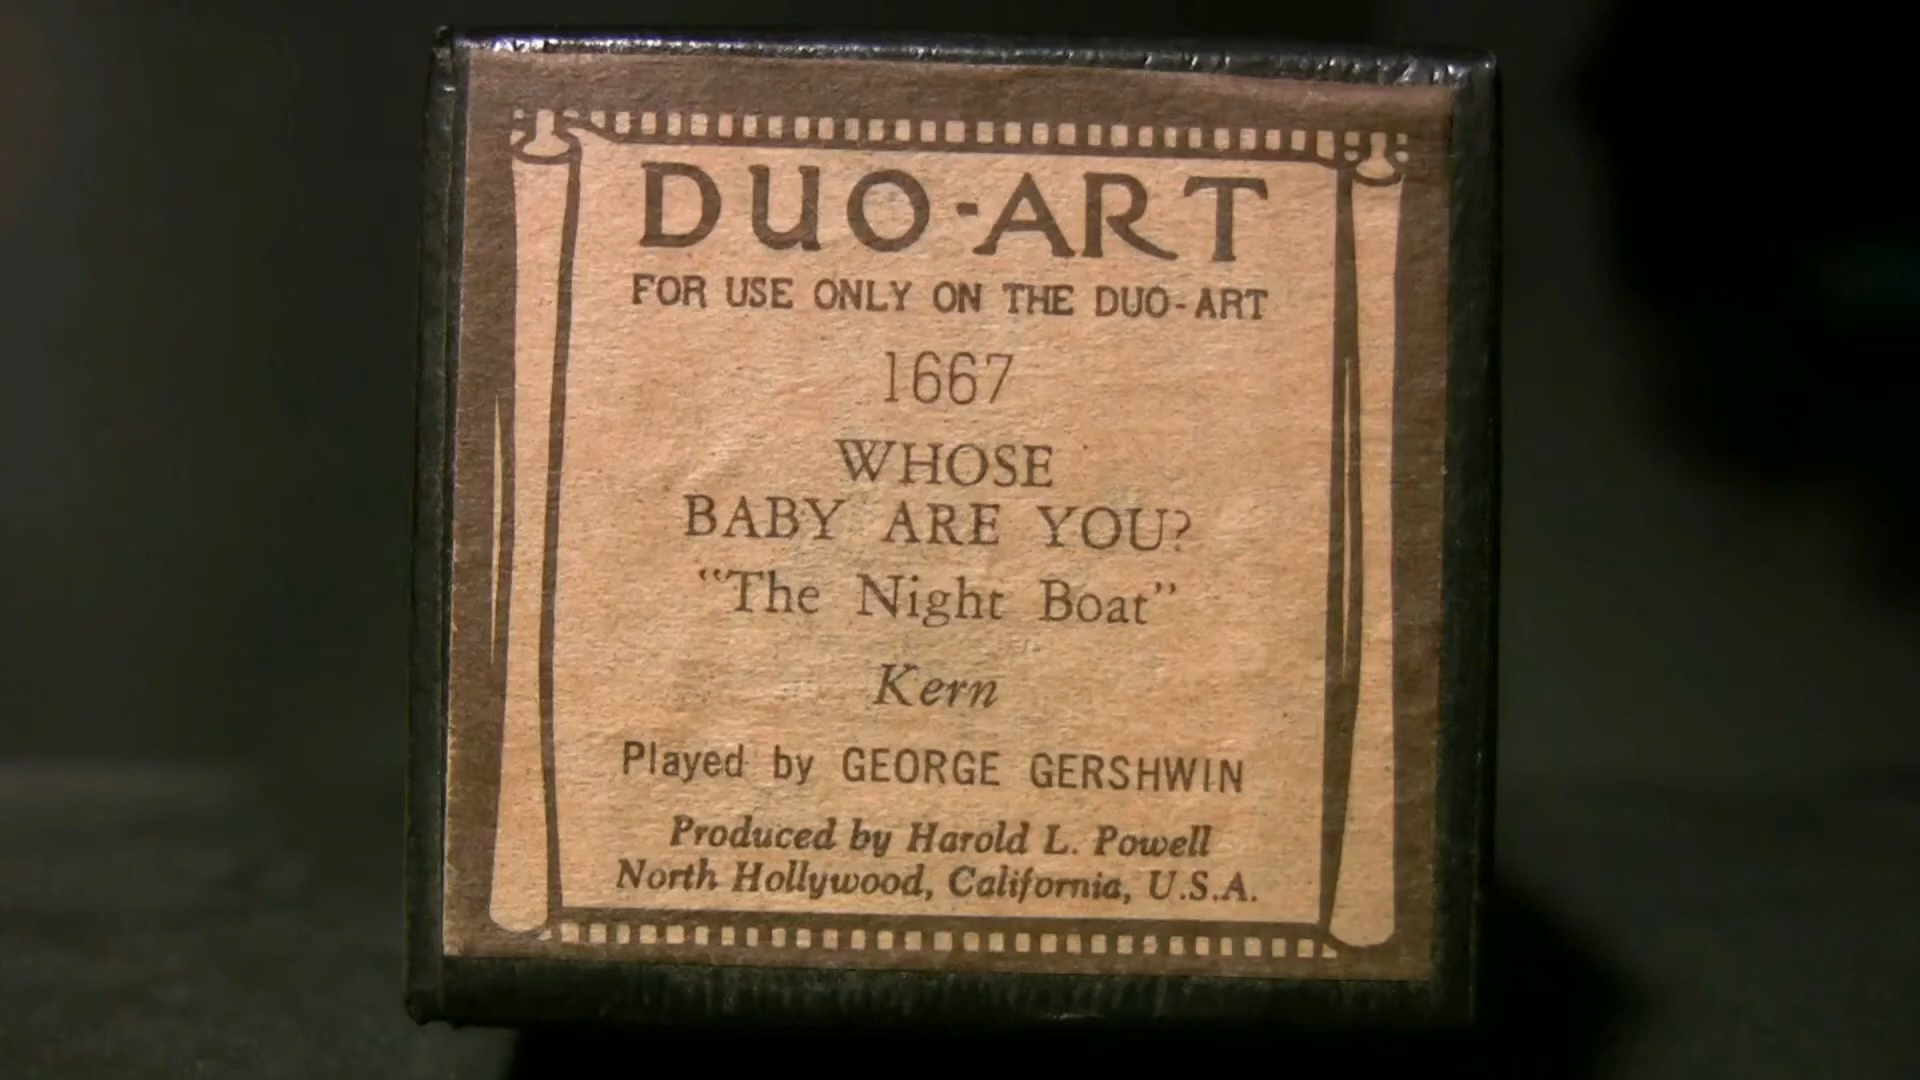 DUO-ART
FOR USE ONLY ON THE DUO-ART
1667
WHOSE
BABY ARE YOU?
"The Night Boat"
Kern
Played by GEORGE GERSHWIN
Produced by Harold L. Powell
North Hollywood, California, U.S.A.